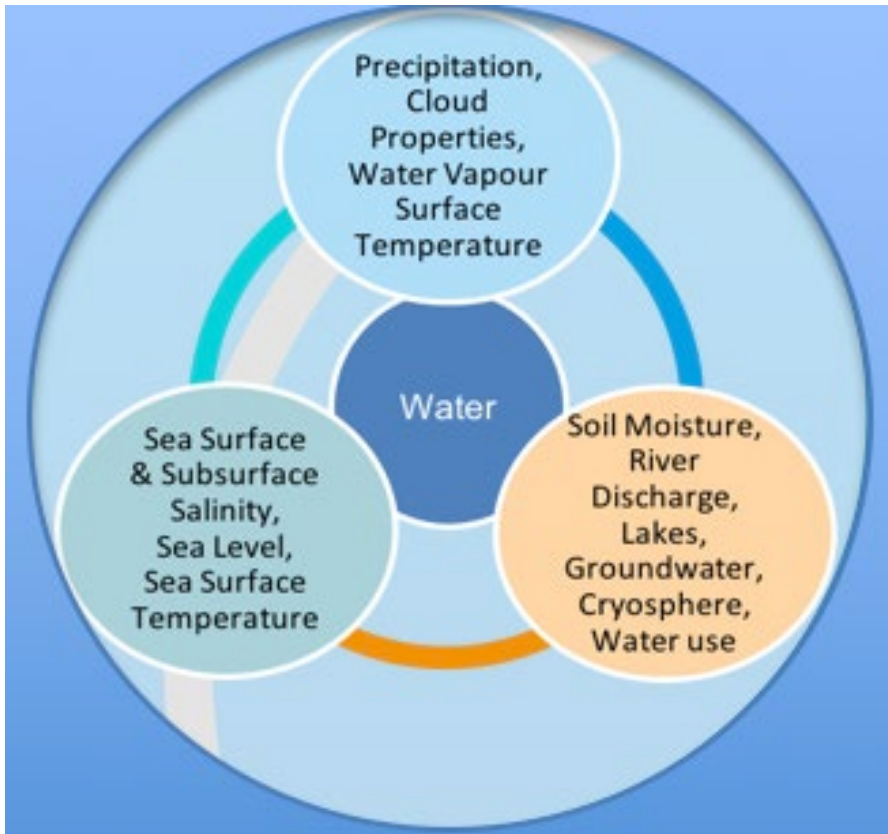 Precipitation,
Cloud
Properties,
Water Vapour
Surface
Temperature
Water
Sea Surface
& Subsurface
Salinity,
Sea Level,
Sea Surface
Temperature
Soil Moisture,
River
Discharge,
Lakes,
Groundwater,
Cryosphere,
Water use